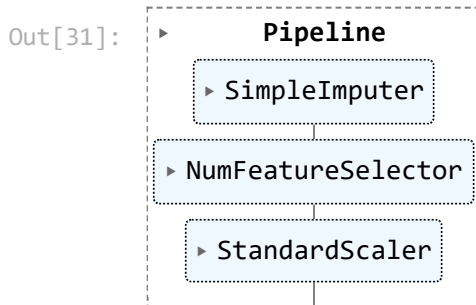 Out[31]:
Pipeline
SimpleImputer
NumFeatureSelector
StandardScaler